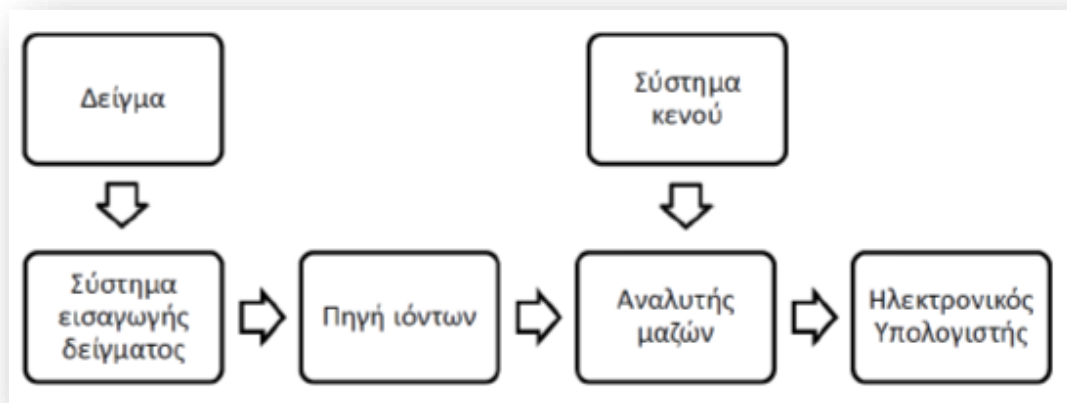 Δείγμα
Σύστημα
κενού
Σύστημα
εισαγωγής
δείγματος
Πηγή ιόντων
Αναλυτής
μαζών
Ηλεκτρονικός
Υπολογιστής